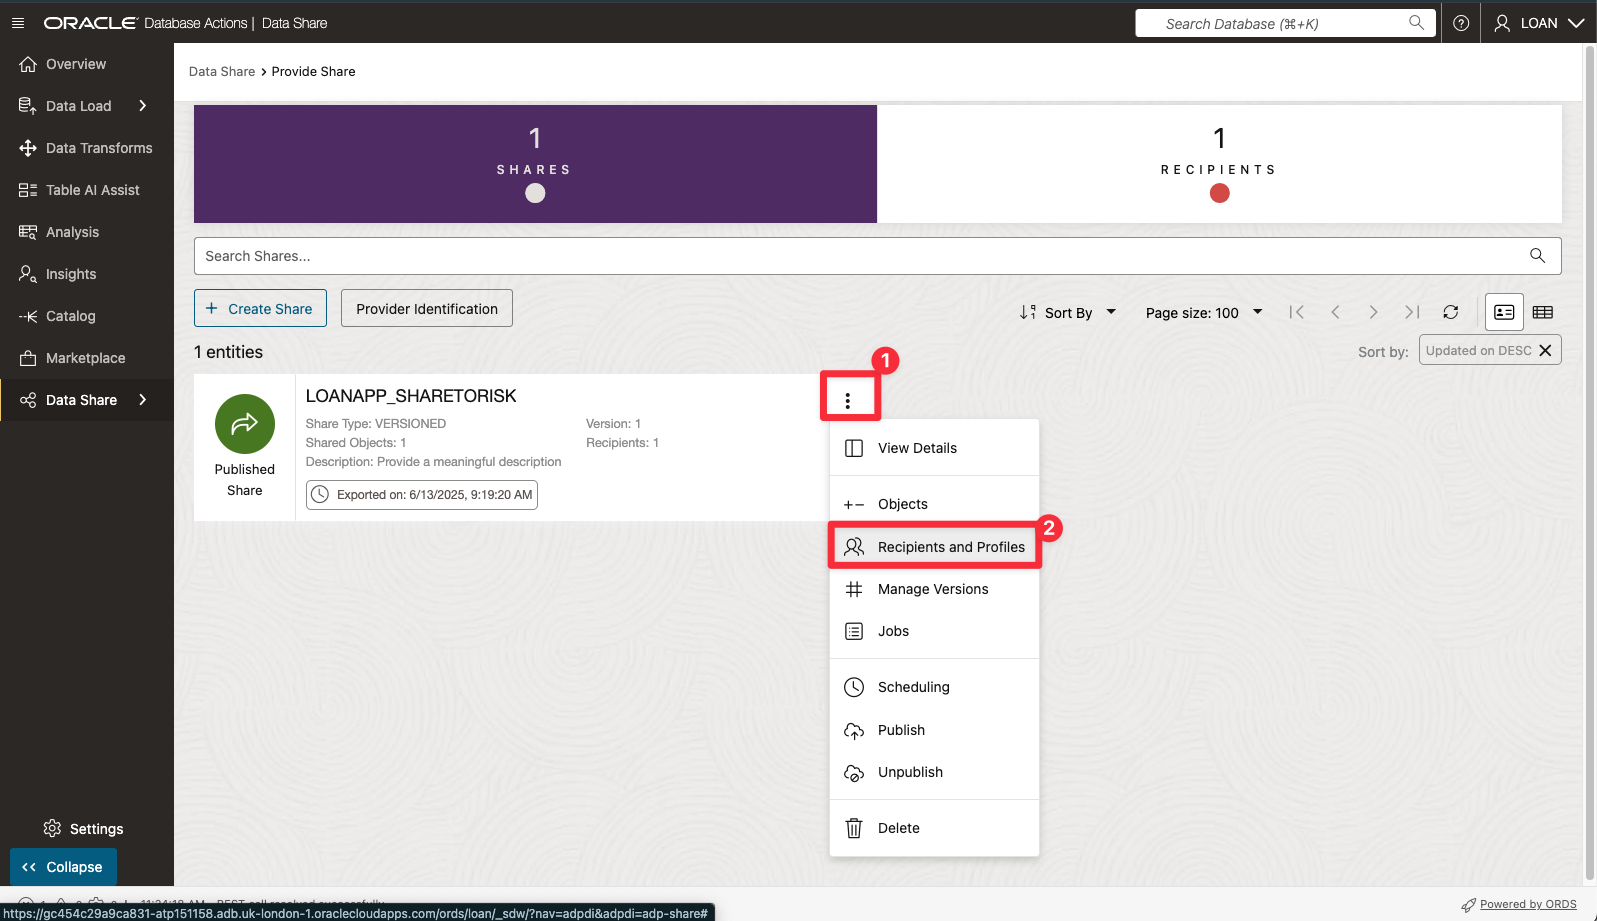 ORACLE Database Actions | Data Share
Search Database (⌘+K)
LOAN
Overview
Data Load
Data Transforms
Table AI Assist
Analysis
Insights
Catalog
Marketplace
Data Share
Settings
Collapse
Data Share > Provide Share
1
SHARES
1
RECIPIENTS
Search Shares...
+ Create Share
Provider Identification
Sort By
Page size: 100
1 entities
Sort by: Updated on DESC
1
LOANAPP_SHARETORISK
Share Type: VERSIONED
Version: 1
Shared Objects: 1
Recipients: 1
Description: Provide a meaningful description
Exported on: 6/13/2025, 9:19:20 AM
Published
Share
View Details
Objects
2
Recipients and Profiles
Manage Versions
Jobs
Scheduling
Publish
Unpublish
Delete
https://gc454c29a9ca831-atp151158.adb.uk-london-1.oraclecloudapps.com/ords/loan/_sdw/?nav=adpdi&adpdi=adp-share#
Powered by ORDS